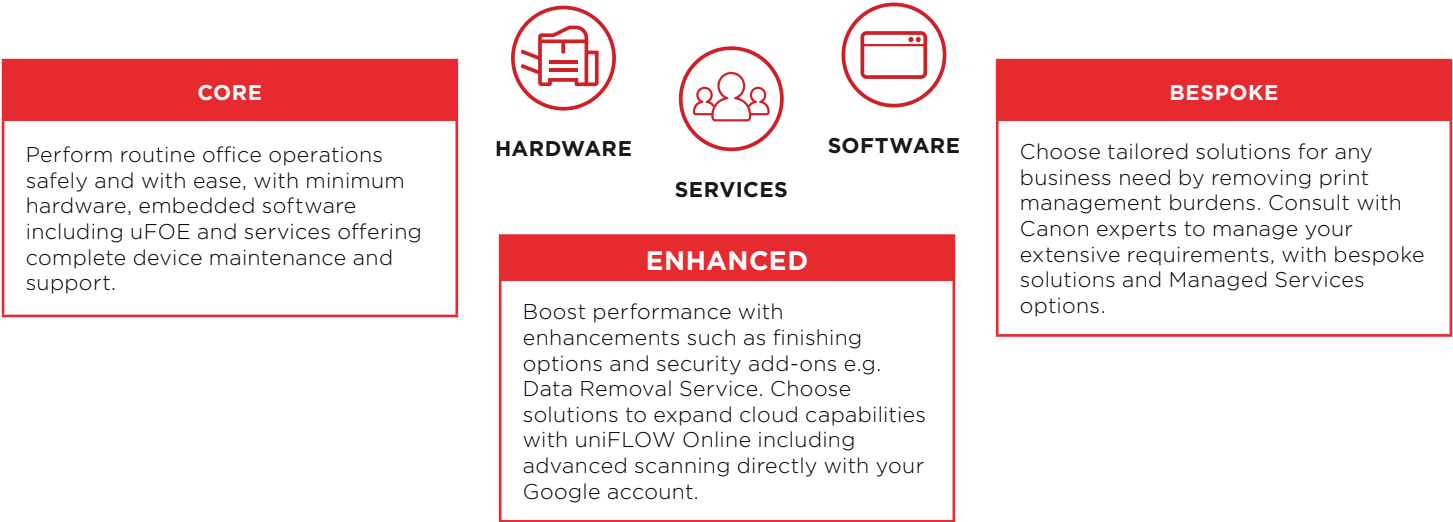 CORE
Perform routine office operations
safely and with ease, with minimum
hardware, embedded software
including uFOE and services offering
complete device maintenance and
support.
HARDWARE
SERVICES
SOFTWARE
ENHANCED
Boost performance with
enhancements such as finishing
options and security add-ons e.g.
Data Removal Service. Choose
solutions to expand cloud capabilities
with uniFLOW Online including
advanced scanning directly with your
Google account.
BESPOKE
Choose tailored solutions for any
business need by removing print
management burdens. Consult with
Canon experts to manage your
extensive requirements, with bespoke
solutions and Managed Services
options.